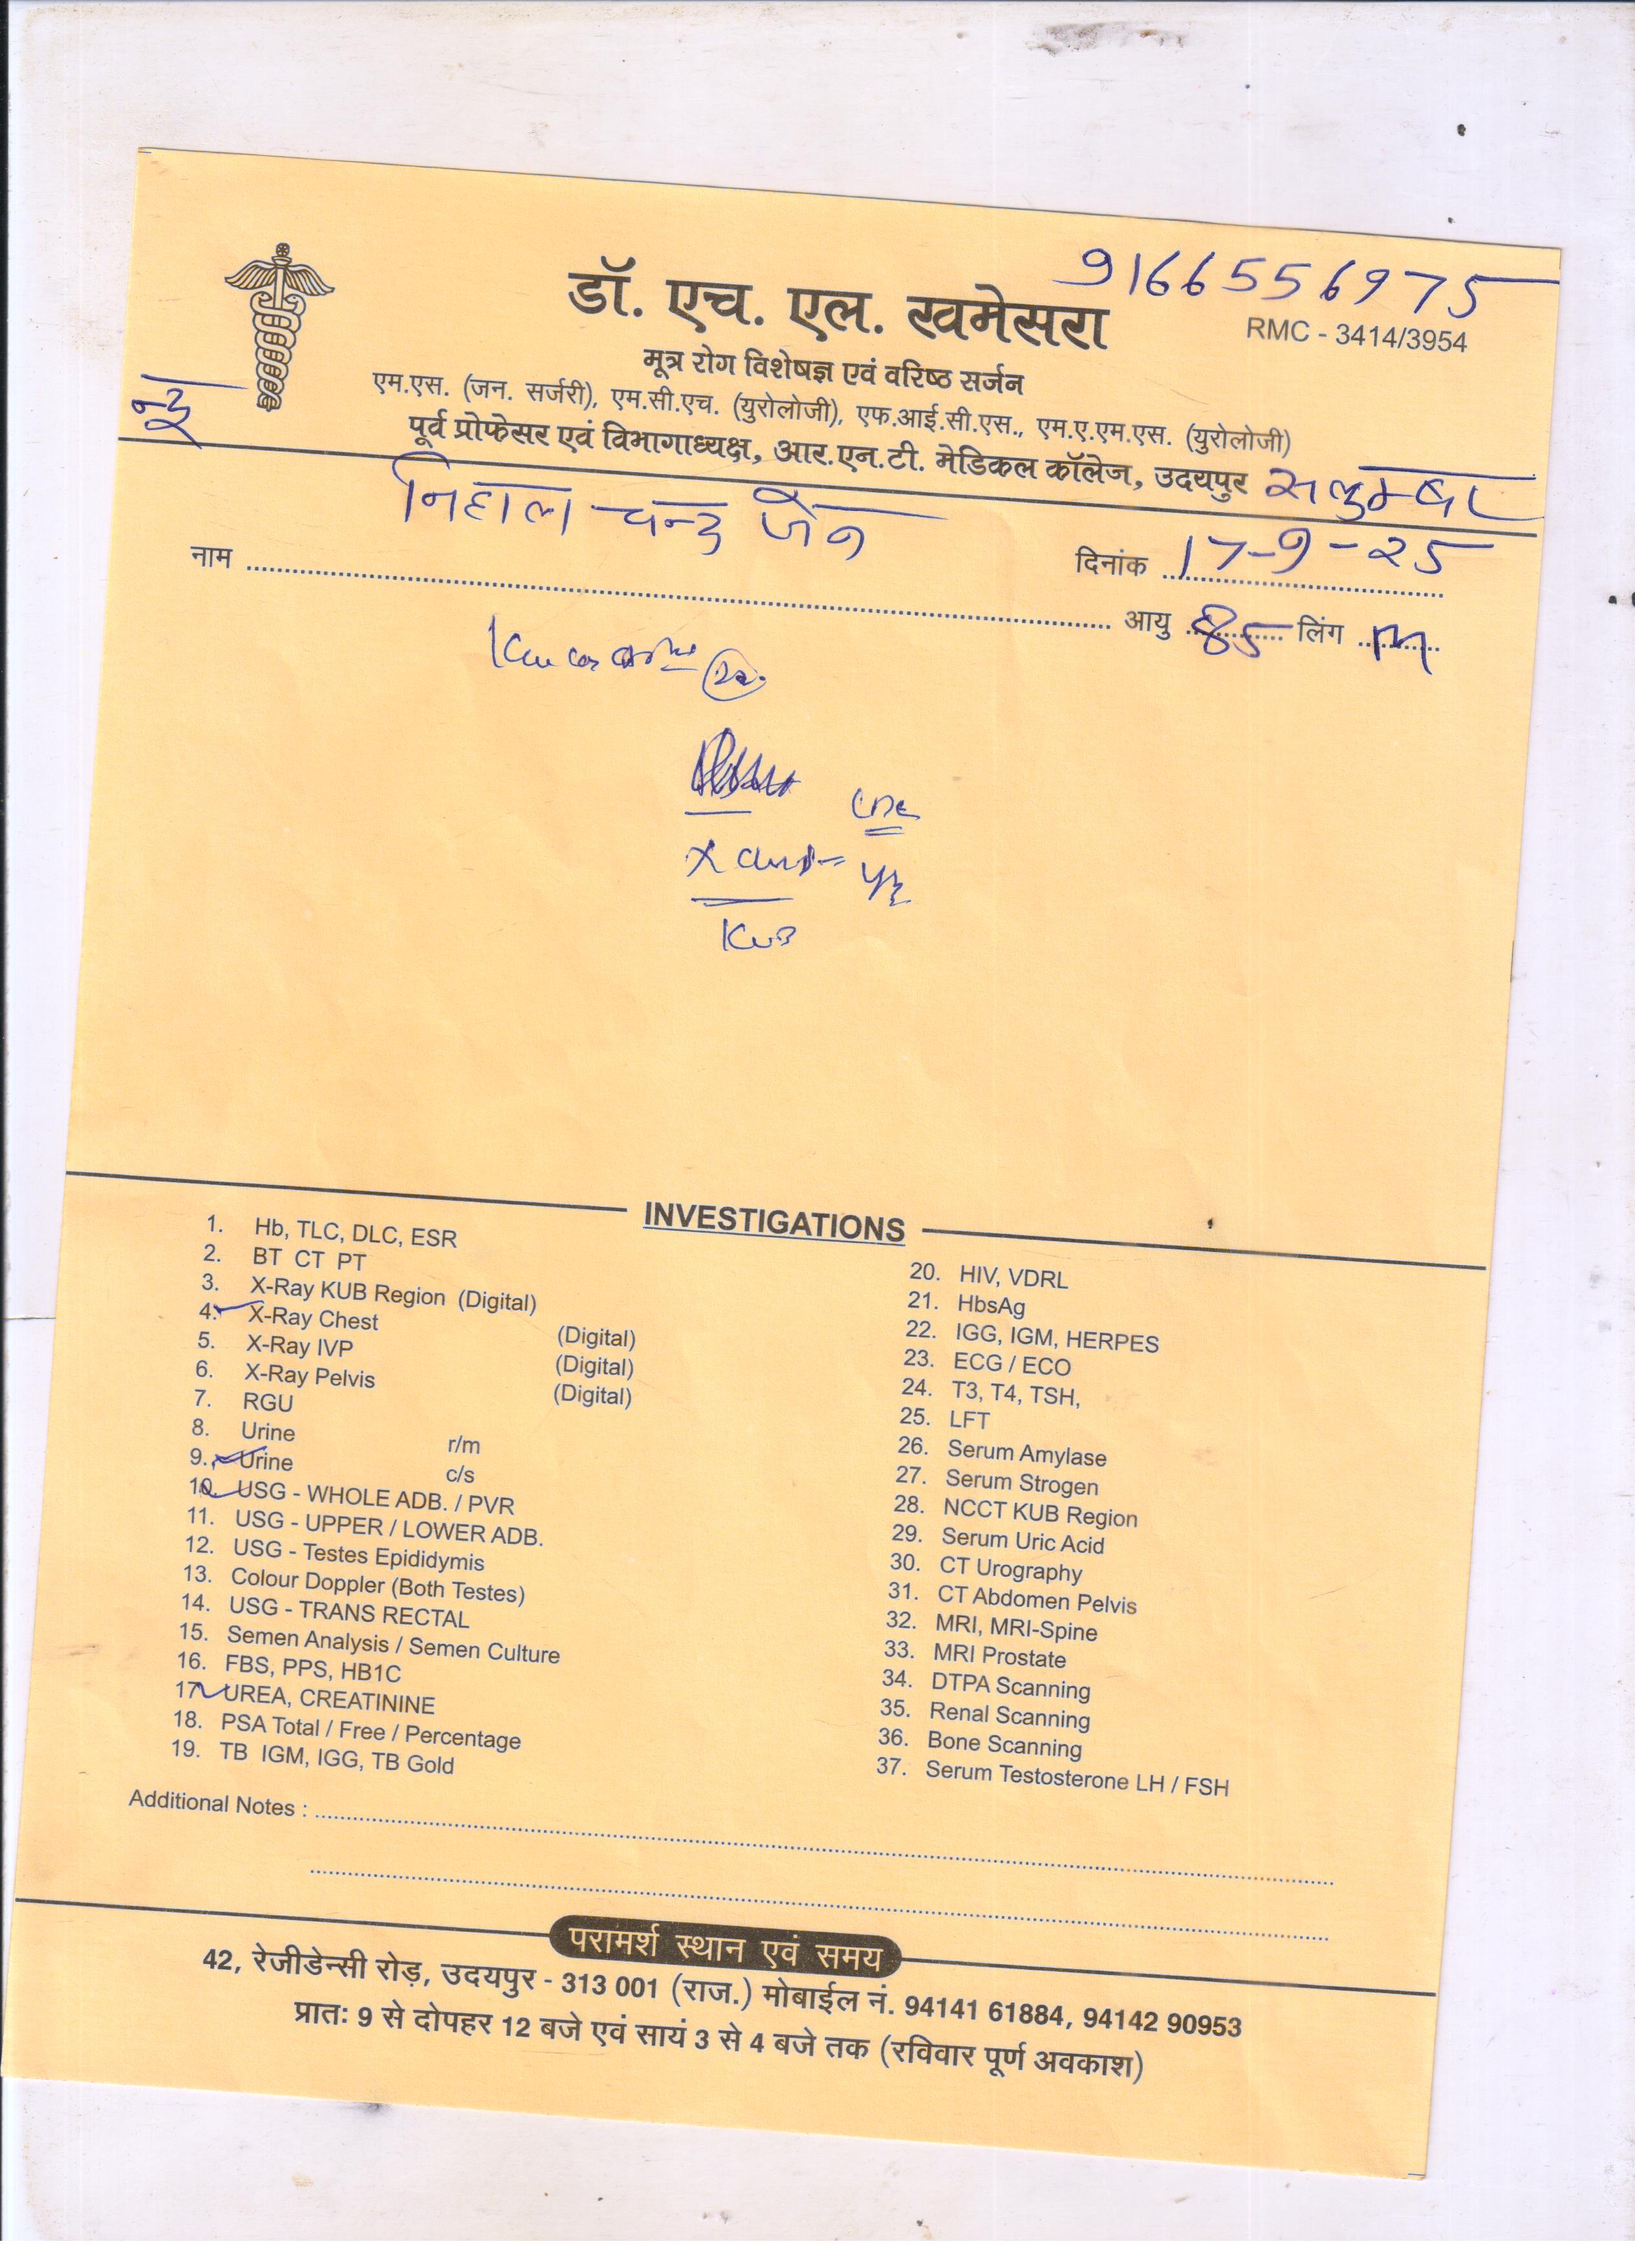 9166556975
डॉ. एच. एल. खमेसरा
RMC - 3414/3954
मूत्र रोग विशेषज्ञ एवं वरिष्ठ सर्जन
एम.एस. (जन. सर्जरी), एम.सी.एच. (युरोलोजी), एफ.आई.सी.एस., एम.ए.एम.एस. (युरोलोजी)
पूर्व प्रोफेसर एवं विभागाध्यक्ष, आर.एन.टी. मेडिकल कॉलेज, उदयपुर सलुम्बर
नाम निहाल चन्द्र जैन दिनांक 17-9-25
आयु 85 लिंग m
KUB
INVESTIGATIONS
1. Hb, TLC, DLC, ESR
2. BT CT PT
3. X-Ray KUB Region (Digital)
4. X-Ray Chest (Digital)
5. X-Ray IVP (Digital)
6. X-Ray Pelvis (Digital)
7. RGU
8. Urine r/m
9. Urine c/s
10. USG - WHOLE ADB. / PVR
11. USG - UPPER / LOWER ADB.
12. USG - Testes Epididymis
13. Colour Doppler (Both Testes)
14. USG - TRANS RECTAL
15. Semen Analysis / Semen Culture
16. FBS, PPS, HB1C
17. UREA, CREATININE
18. PSA Total / Free / Percentage
19. TB IGM, IGG, TB Gold
20. HIV, VDRL
21. HbsAg
22. IGG, IGM, HERPES
23. ECG / ECO
24. T3, T4, TSH,
25. LFT
26. Serum Amylase
27. Serum Strogen
28. NCCT KUB Region
29. Serum Uric Acid
30. CT Urography
31. CT Abdomen Pelvis
32. MRI, MRI-Spine
33. MRI Prostate
34. DTPA Scanning
35. Renal Scanning
36. Bone Scanning
37. Serum Testosterone LH / FSH
Additional Notes :
परामर्श स्थान एवं समय
42, रेजीडेन्सी रोड़, उदयपुर - 313 001 (राज.) मोबाईल नं. 94141 61884, 94142 90953
प्रातः 9 से दोपहर 12 बजे एवं सायं 3 से 4 बजे तक (रविवार पूर्ण अवकाश)